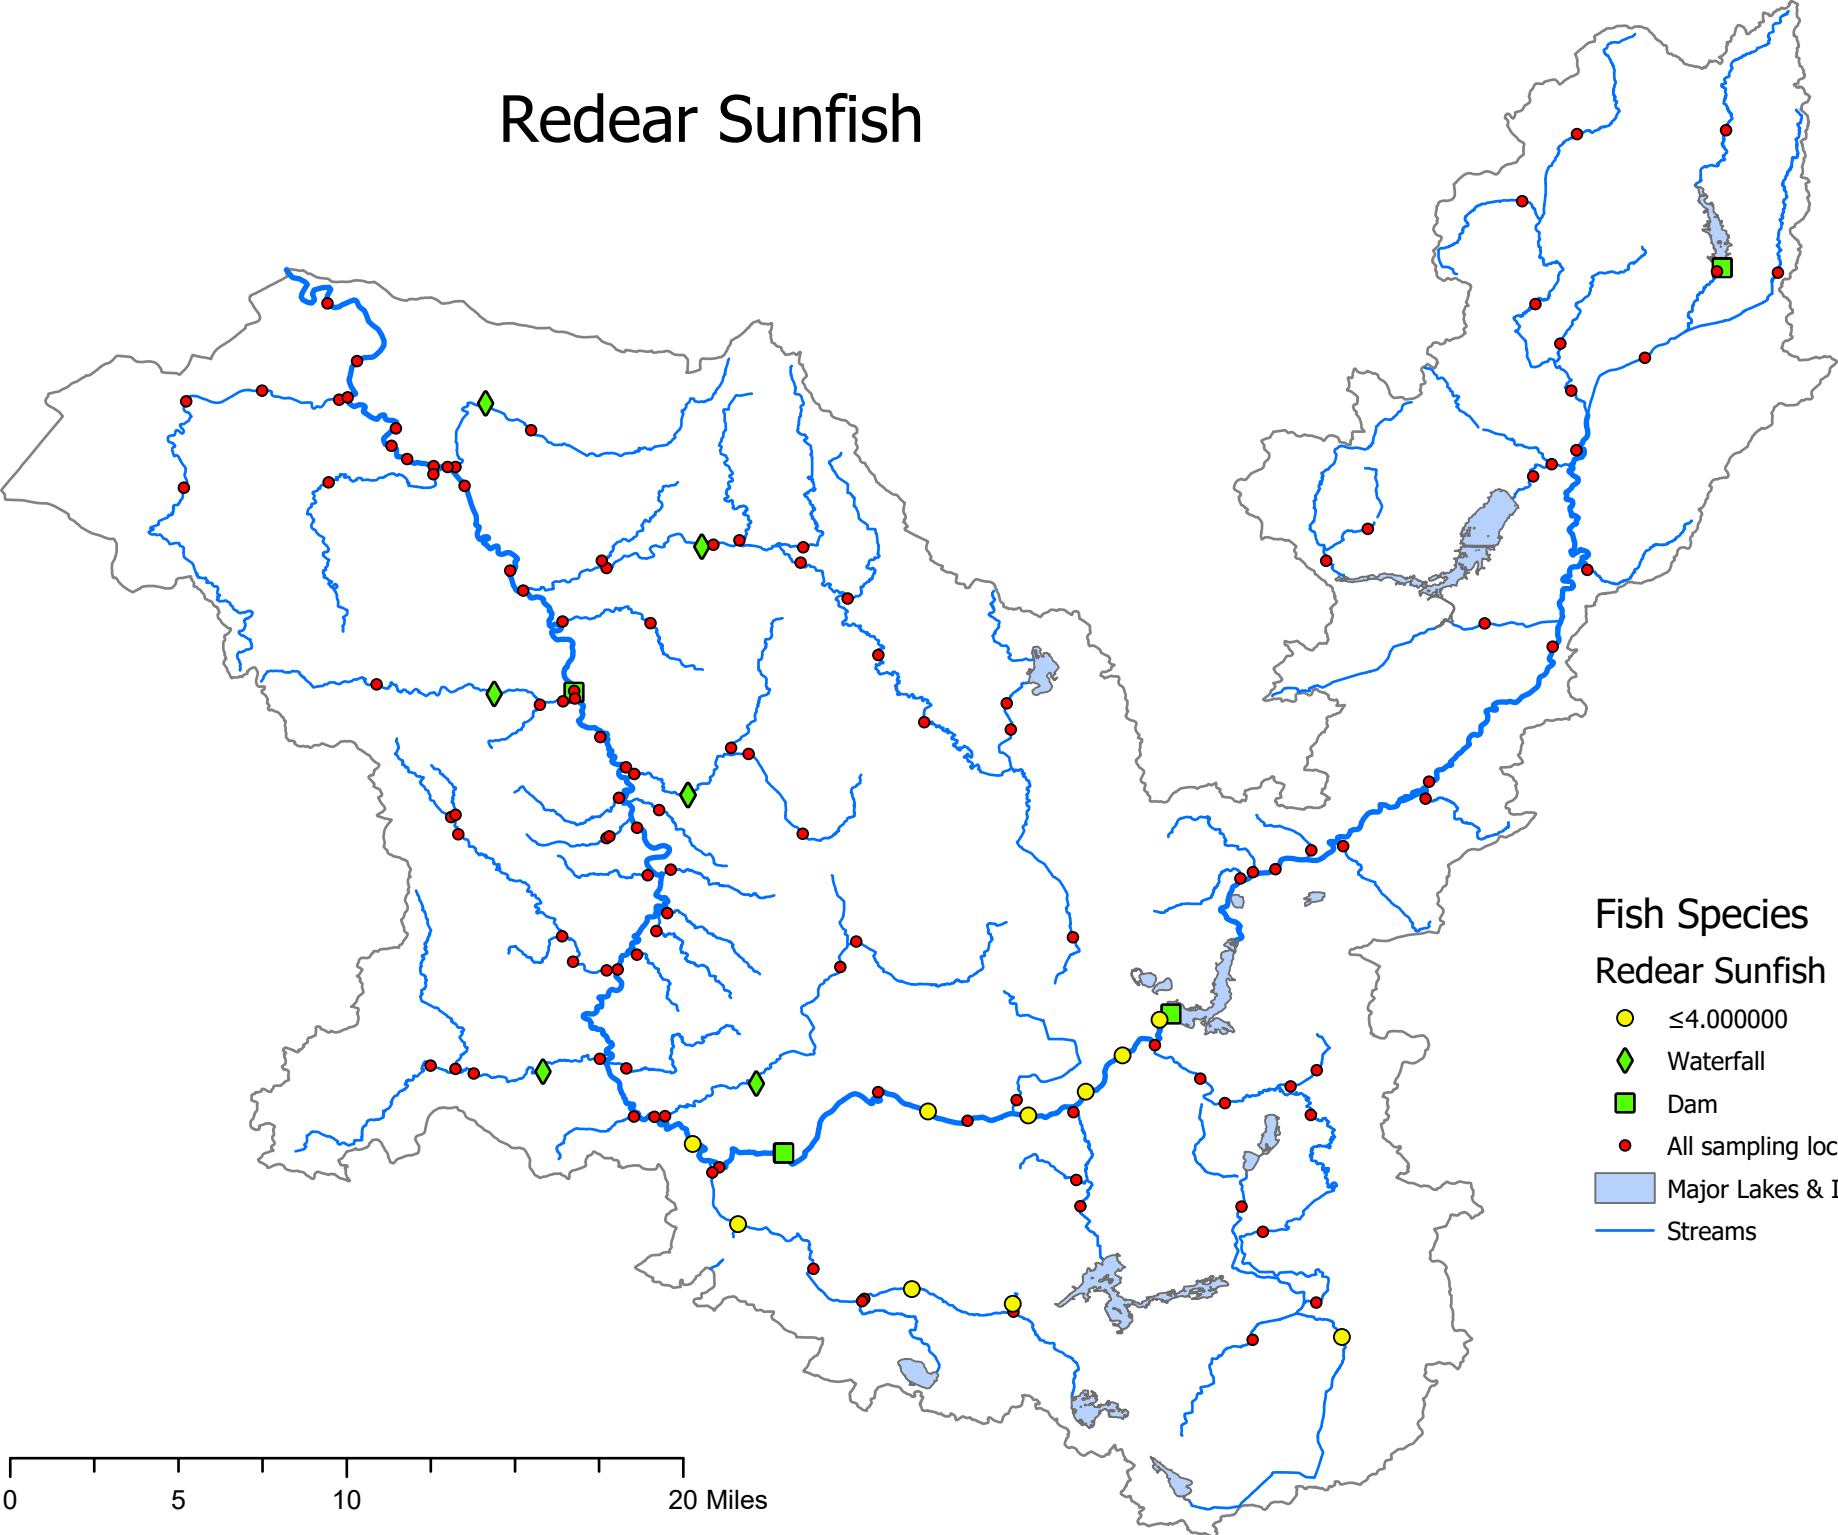 Redear Sunfish
Fish Species
Redear Sunfish
≤4.000000
Waterfall
Dam
All sampling loc
Major Lakes &
Streams
0 5 10 20 Miles